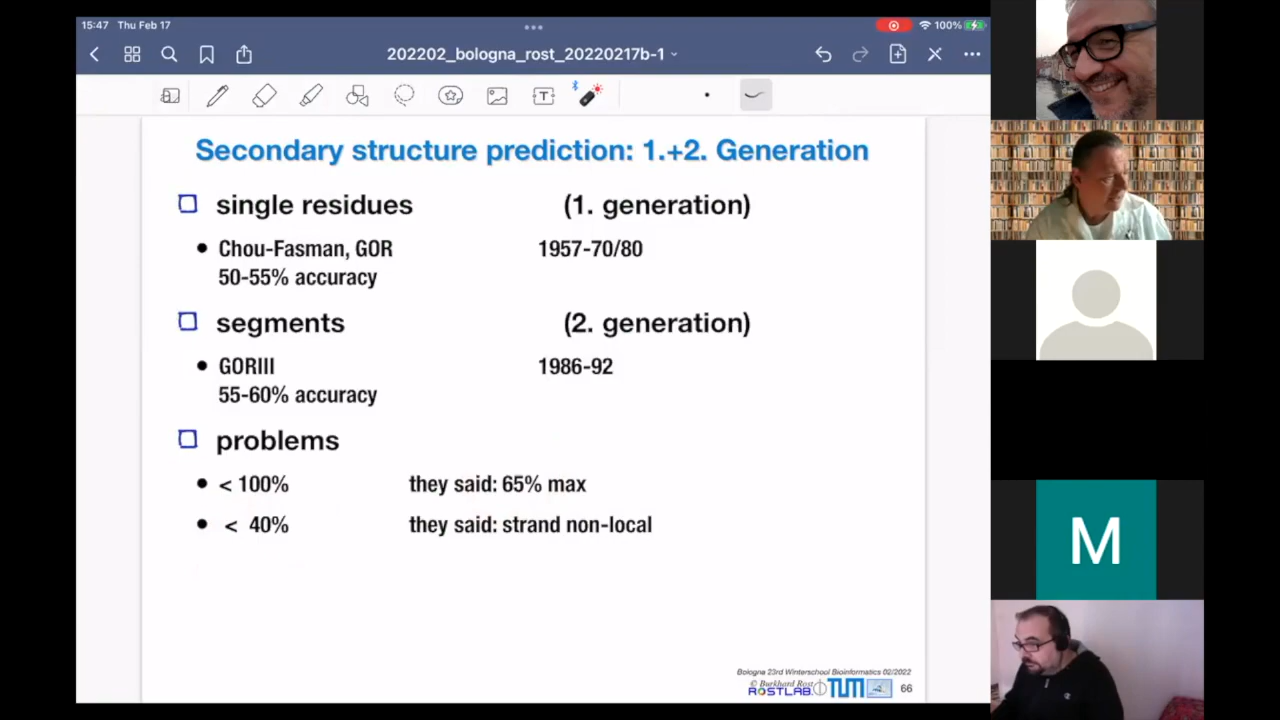 15:47 Thu Feb 17
100%
202202_bologna_rost_20220217b-1
T
Secondary structure prediction: 1.+2. Generation
single residues (1. generation)
Chou-Fasman, GOR 1957-70/80
50-55% accuracy
segments (2. generation)
GORIII 1986-92
55-60% accuracy
problems
< 100% they said: 65% max
< 40% they said: strand non-local
Bologna 23rd Winterschool Bioinformatics 02/2022
© Burkhard Rost
ROSTLAB TUM 66
M